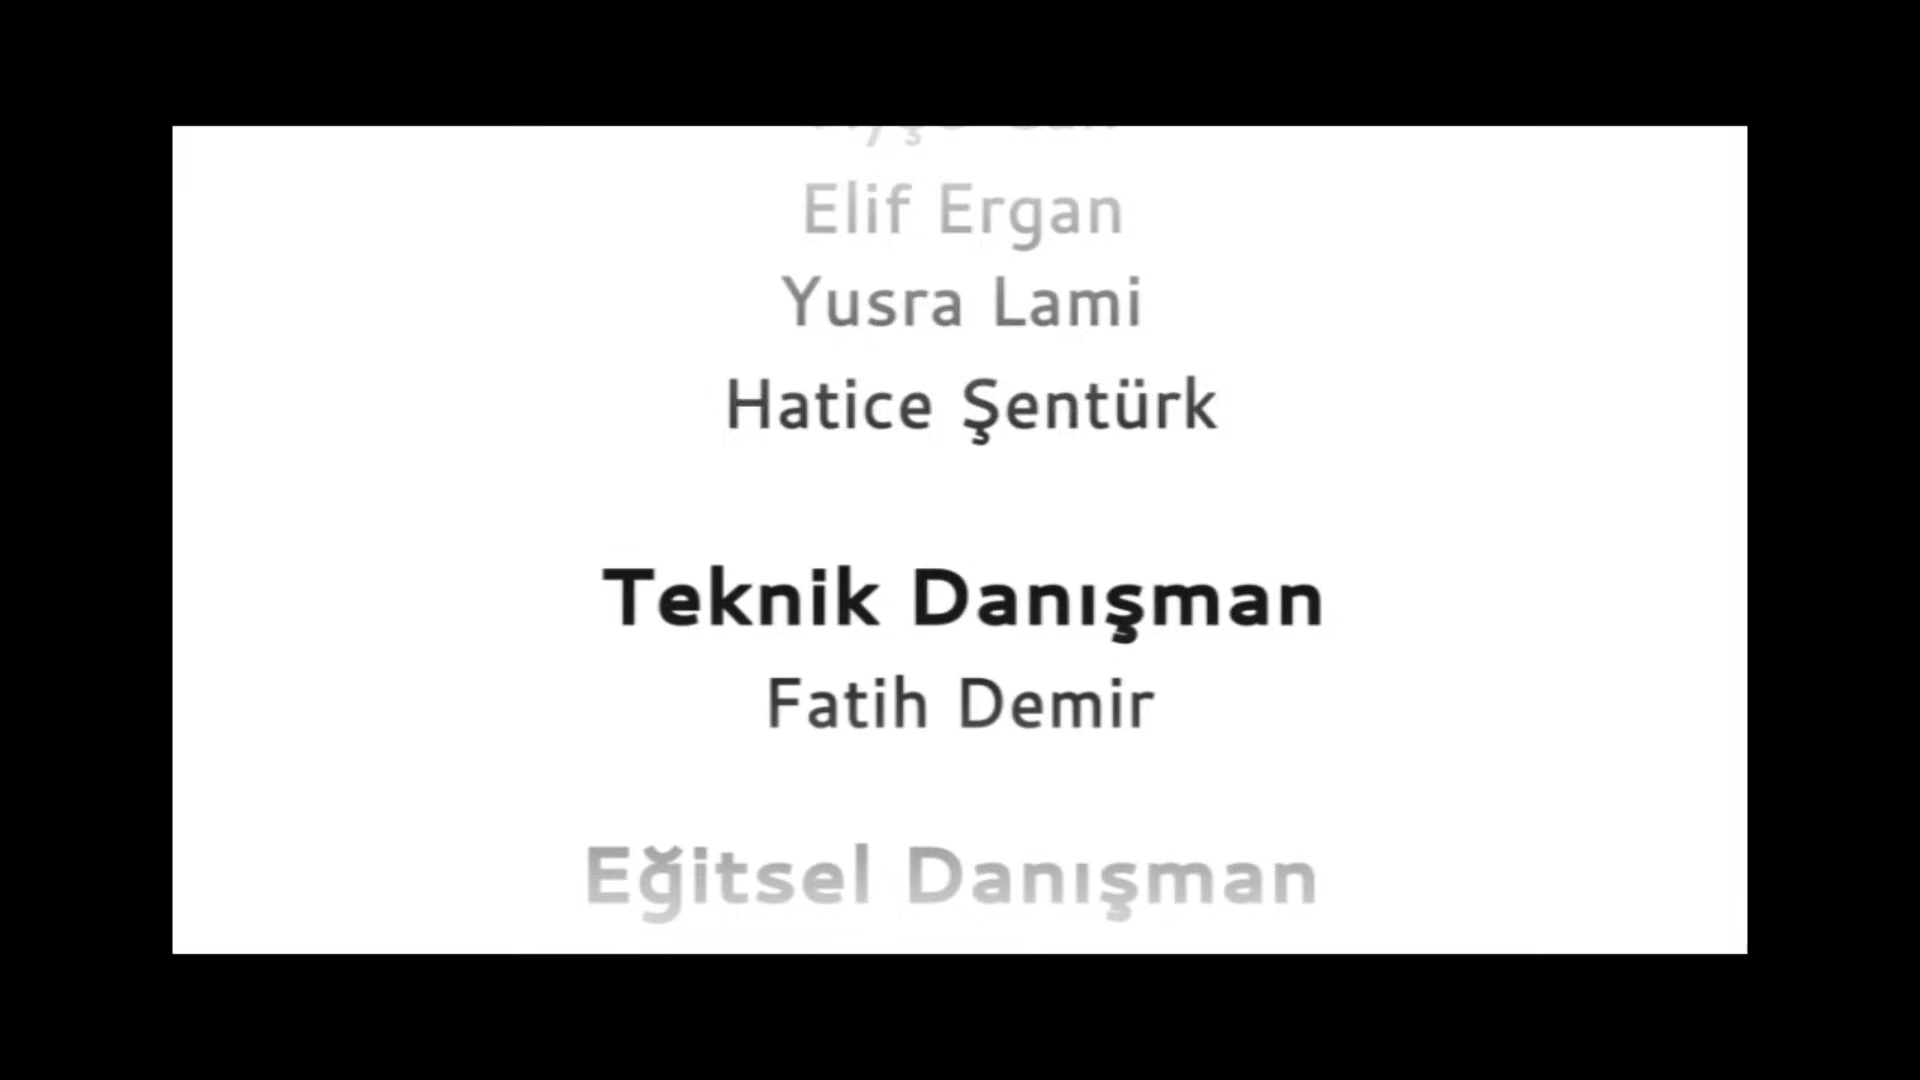 Elif Ergan
Yusra Lami
Hatice Şentürk
Teknik Danışman
Fatih Demir
Eğitsel Danışman